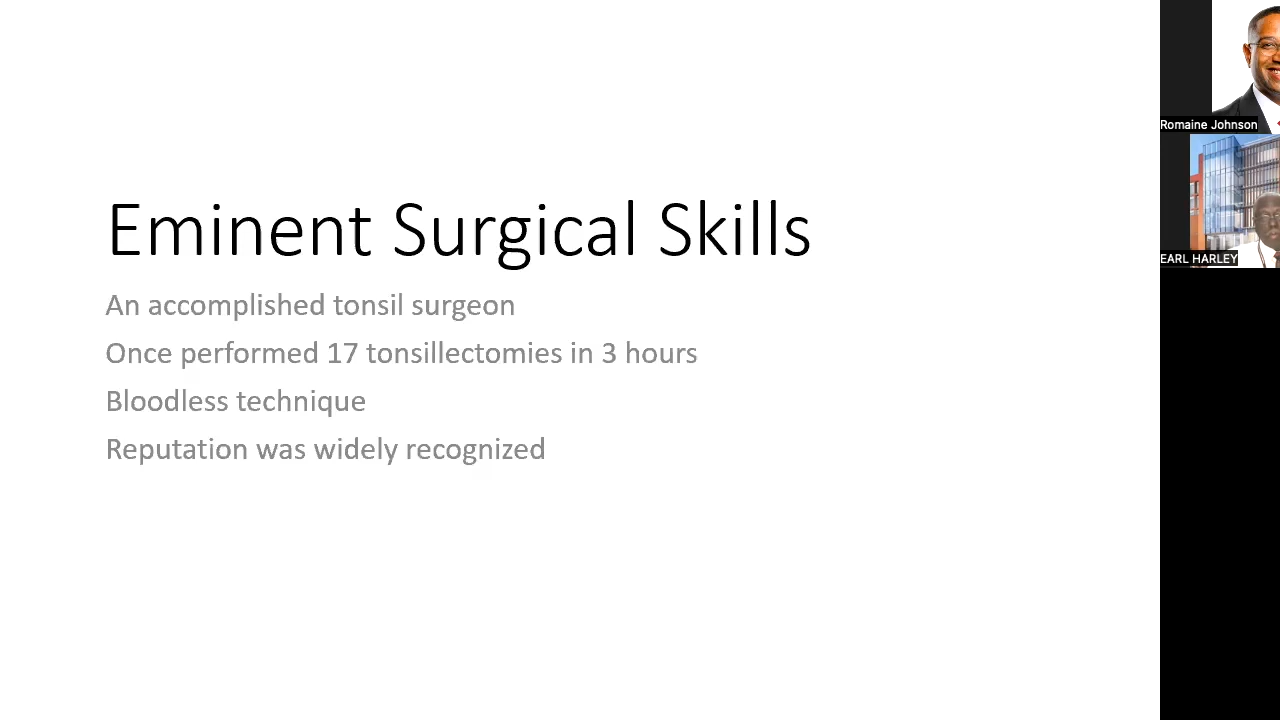 Eminent Surgical Skills
An accomplished tonsil surgeon
Once performed 17 tonsillectomies in 3 hours
Bloodless technique
Reputation was widely recognized
Romaine Johnson
EARL HARLEY